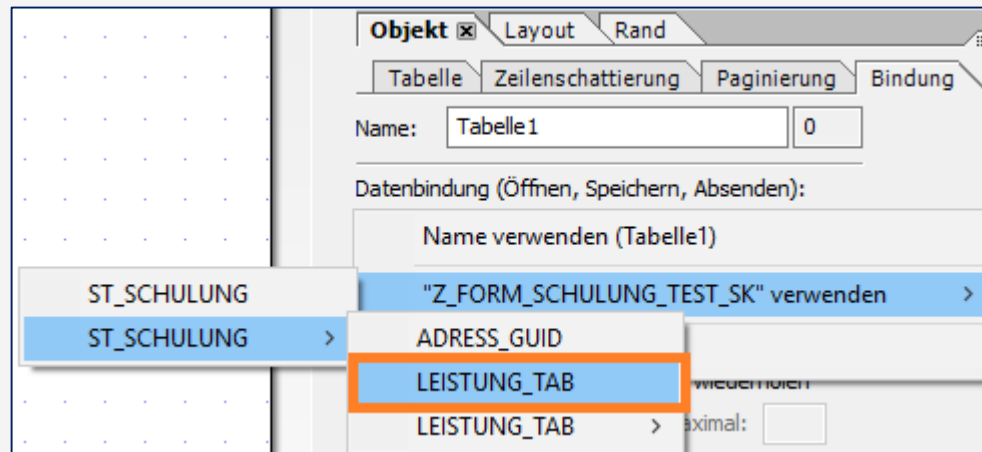 Objekt Layout Rand
Tabelle Zeilenschattierung Paginierung Bindung
Name: Tabelle1 0
Datenbindung (Öffnen, Speichern, Absenden):
Name verwenden (Tabelle1)
ST_SCHULUNG "Z_FORM_SCHULUNG_TEST_SK" verwenden >
ST_SCHULUNG > ADRESS_GUID
LEISTUNG_TAB
LEISTUNG_TAB >